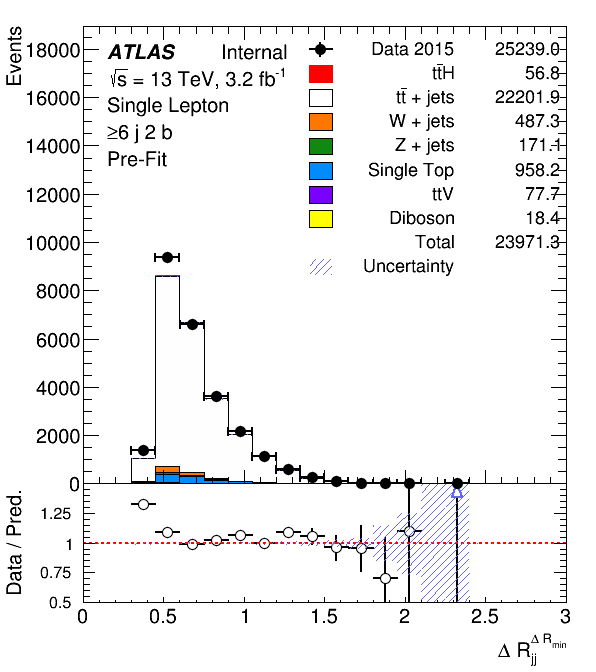 Events
18000
16000
14000
12000
10000
8000
6000
4000
2000
0
ATLAS Internal
√s = 13 TeV, 3.2 fb⁻¹
Single Lepton
≥6 j 2 b
Pre-Fit
Data 2015 25239.0
tt̄H 56.8
tt̄ + jets 22201.9
W + jets 487.3
Z + jets 171.1
Single Top 958.2
ttV 77.7
Diboson 18.4
Total 23971.3
Uncertainty
Data / Pred.
1.25
1
0.75
0.5
0 0.5 1 1.5 2 2.5 3
Δ R_jj^Δ R_min